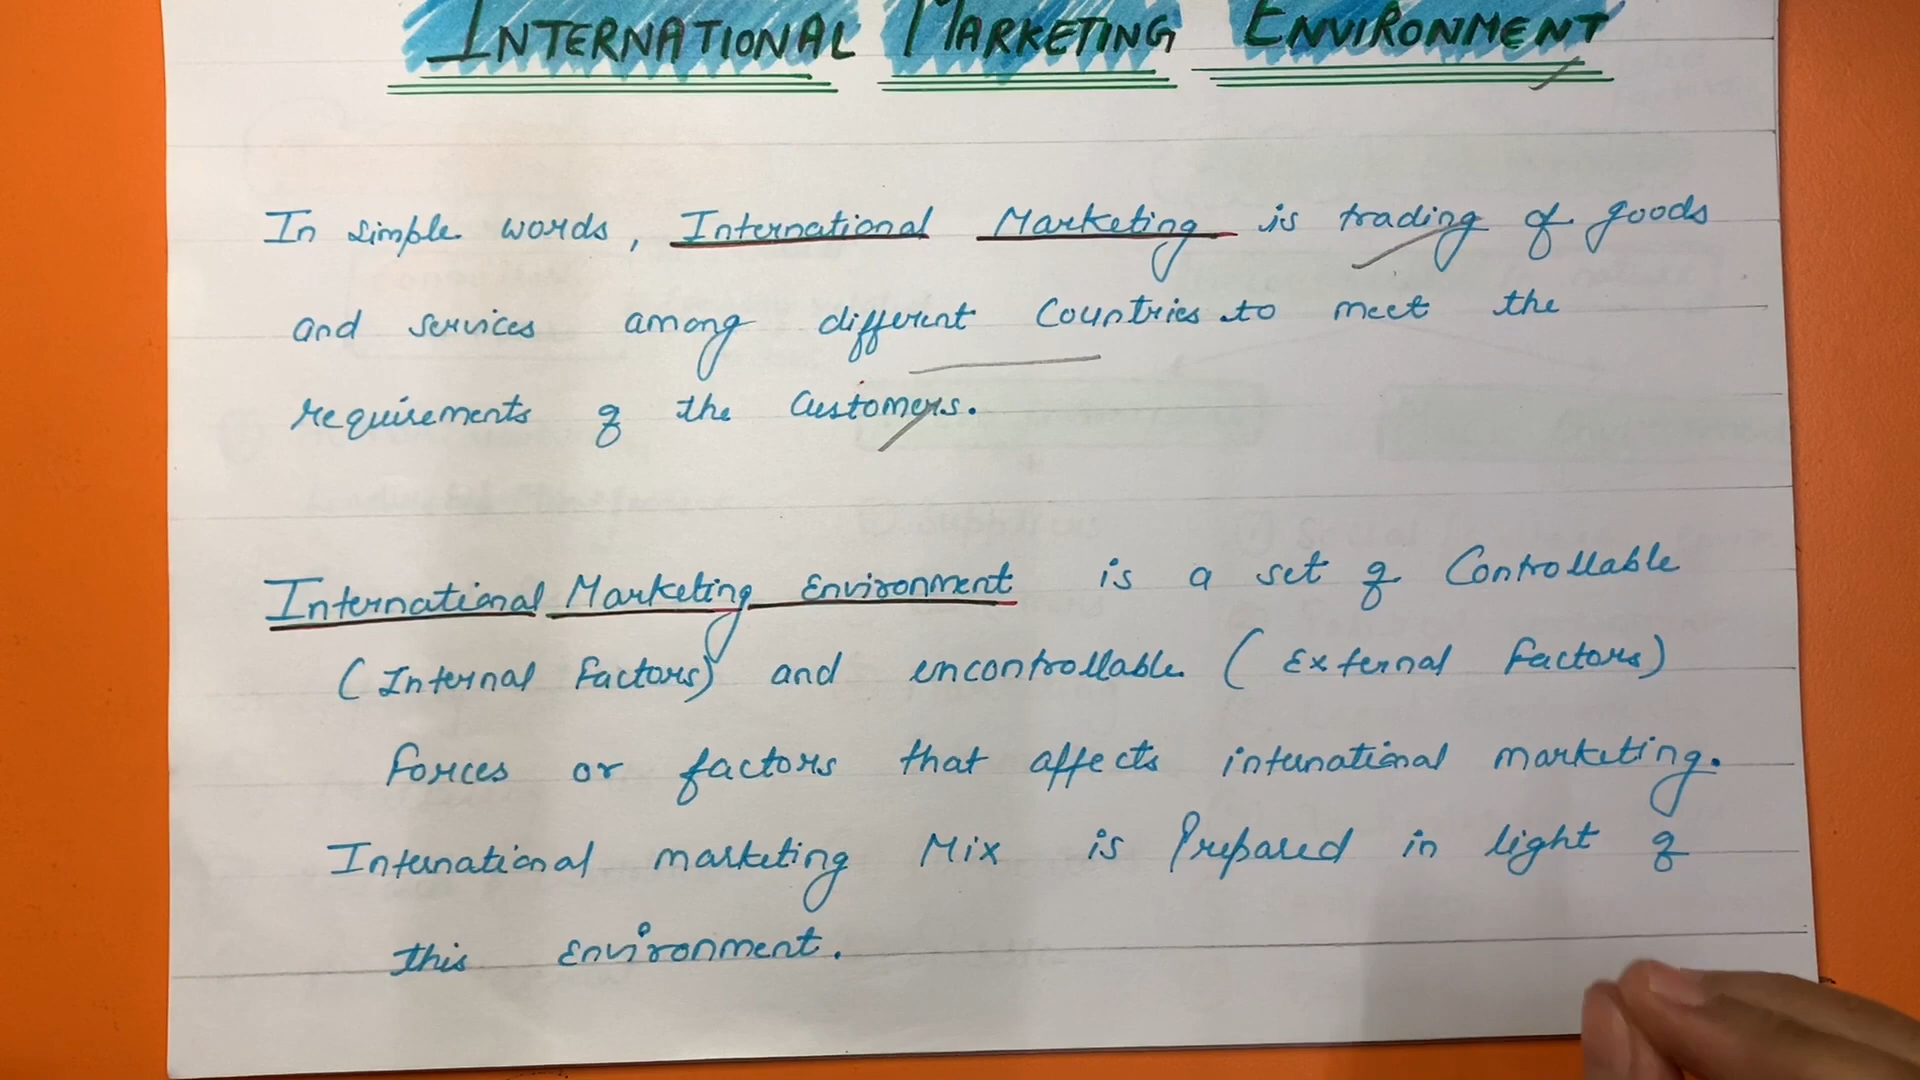 INTERNATIONAL MARKETING ENVIRONMENT
In simple words, International Marketing is trading of goods
and services among different Countries to meet the
requirements of the Customers.
International Marketing Environment is a set of Controllable
(Internal Factors) and encontrollable (External Factors)
Forces or factors that affects international marketing.
International marketing Mix is Prepared in light of
this Environment.